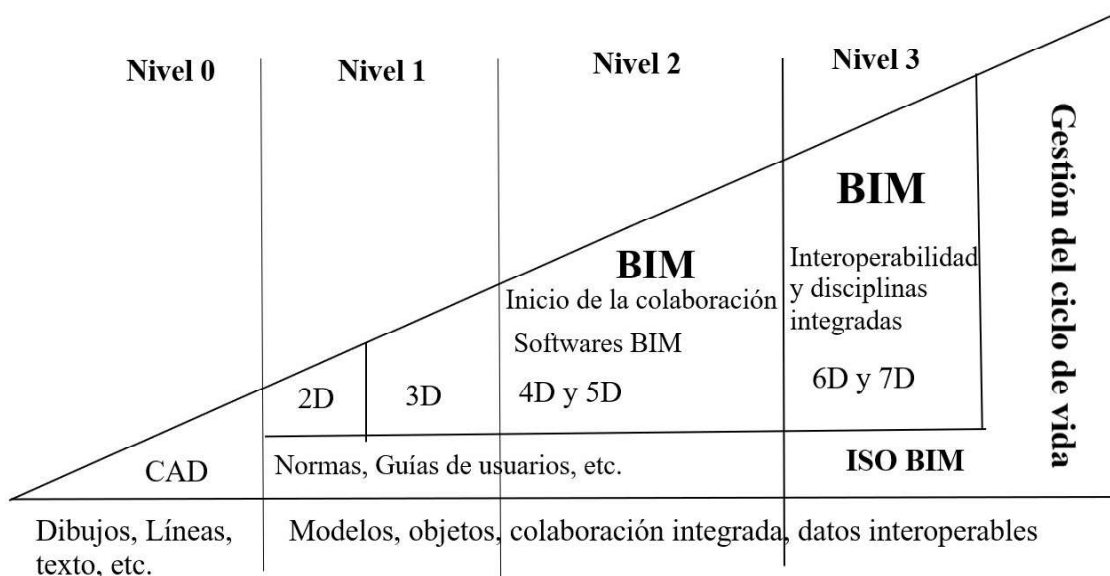 Nivel 0
Nivel 1
Nivel 2
Nivel 3
Gestión del ciclo de vida
BIM
BIM
Interoperabilidad
y disciplinas
integradas
Inicio de la colaboración
Softwares BIM
2D
3D
4D y 5D
6D y 7D
CAD
Normas, Guías de usuarios, etc.
ISO BIM
Dibujos, Líneas,
texto, etc.
Modelos, objetos, colaboración integrada, datos interoperables